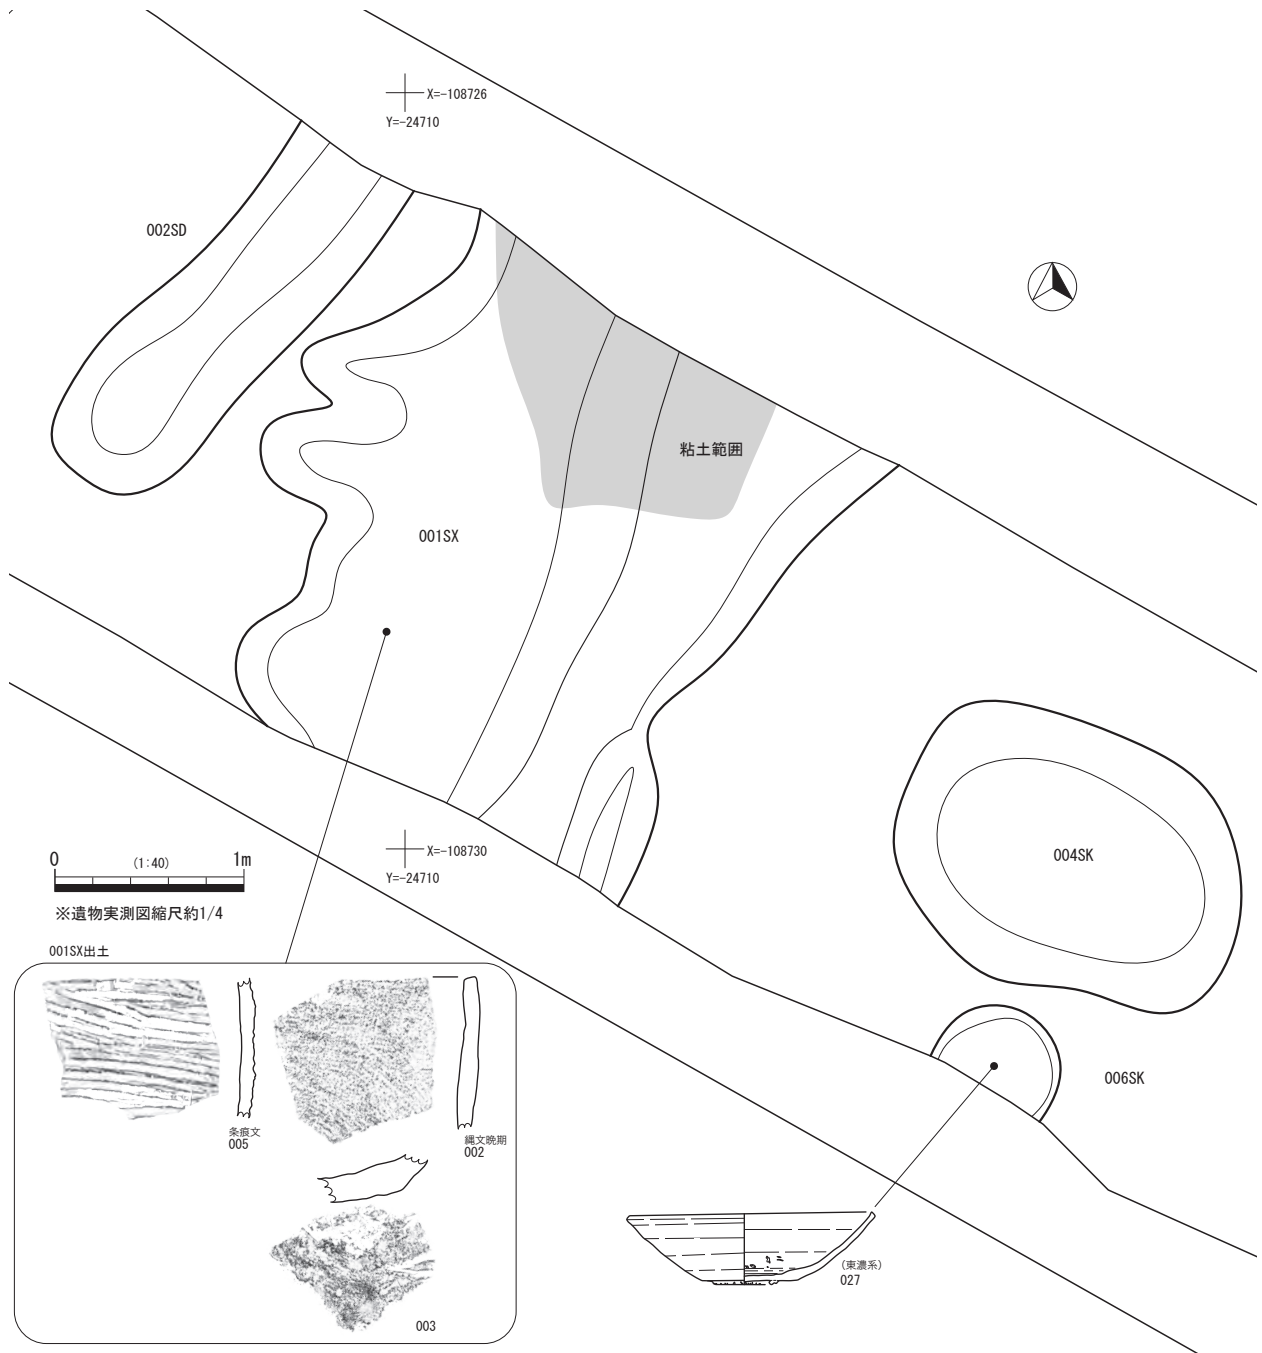 X=-108726
Y=-24710
002SD
粘土範囲
001SX
X=-108730
Y=-24710
0 (1:40) 1m
※遺物実測図縮尺約1/4
004SK
001SX出土
006SK
条痕文
005
縄文晩期
002
(東濃系)
027
003